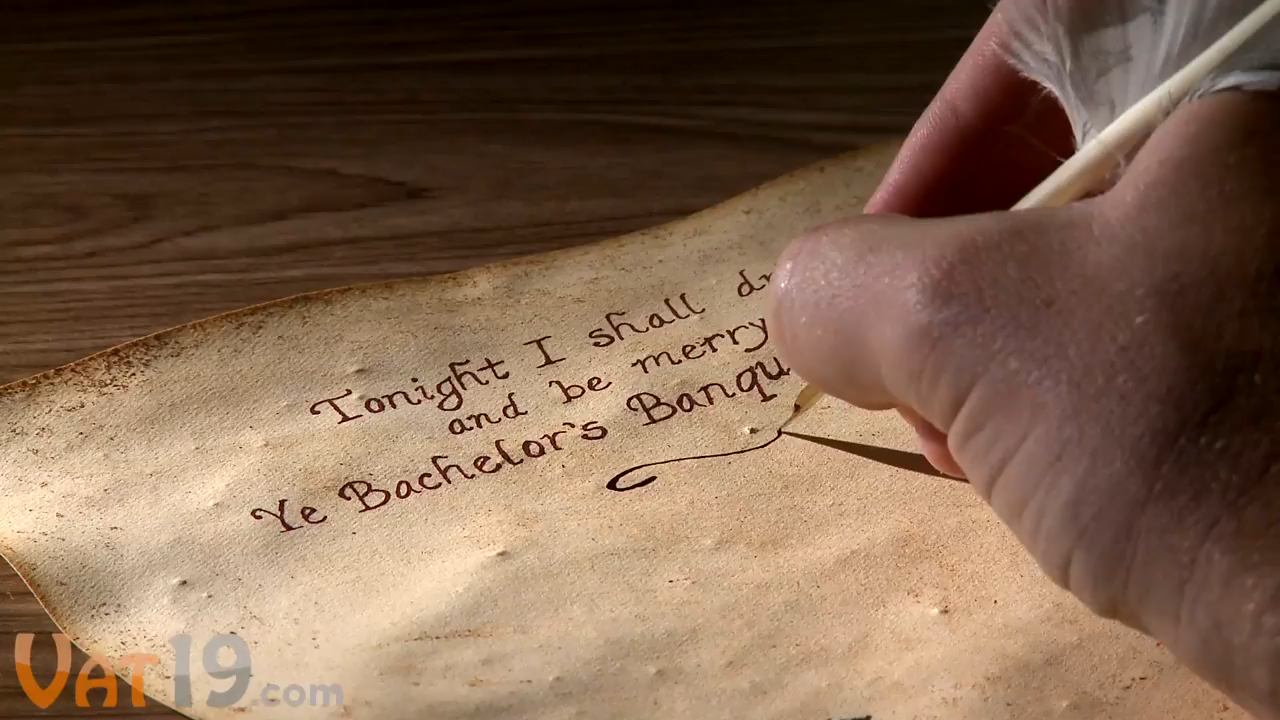 Tonight I shall
and be merry
Ye Bachelor's
Vat19.com